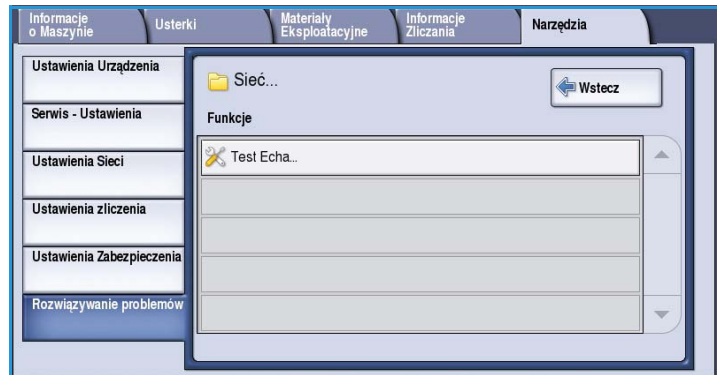 Informacje
o Maszynie
Usterki
Materiały
Eksploatacyjne
Informacje
Zliczania
Narzędzia
Ustawienia Urządzenia
Serwis - Ustawienia
Ustawienia Sieci
Ustawienia zliczenia
Ustawienia Zabezpieczenia
Rozwiązywanie problemów
Sieć...
Wstecz
Funkcje
Test Echa...